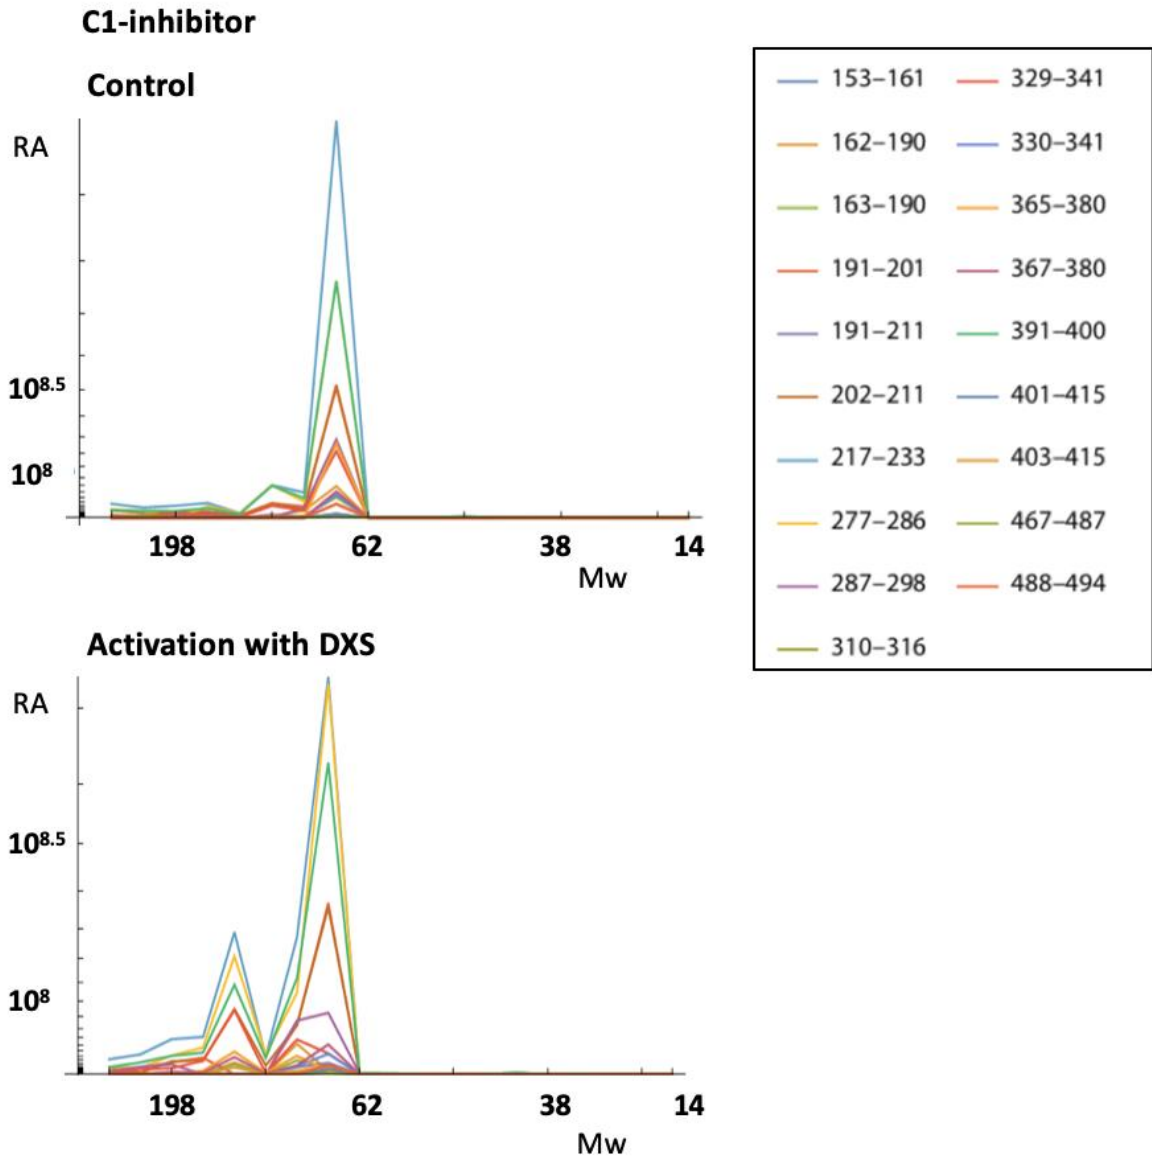 C1-inhibitor
Control
RA
10^8.5
10^8
198 62 38 14
Mw
153–161 329–341
162–190 330–341
163–190 365–380
191–201 367–380
191–211 391–400
202–211 401–415
217–233 403–415
277–286 467–487
287–298 488–494
310–316
Activation with DXS
RA
10^8.5
10^8
198 62 38 14
Mw